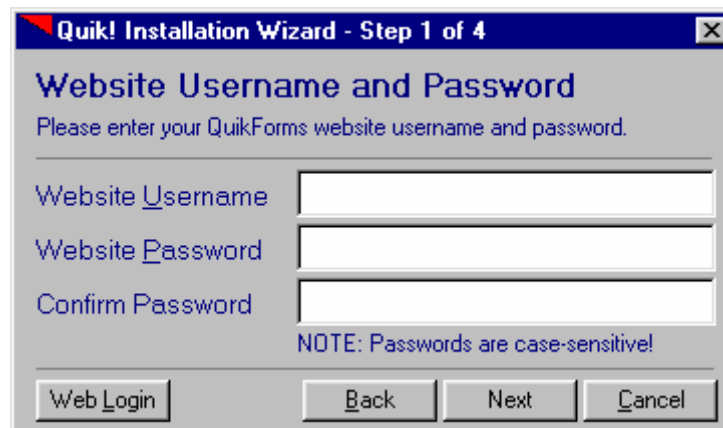 Quik! Installation Wizard - Step 1 of 4
Website Username and Password
Please enter your QuikForms website username and password.
Website Username
Website Password
Confirm Password
NOTE: Passwords are case-sensitive!
Web Login Back Next Cancel